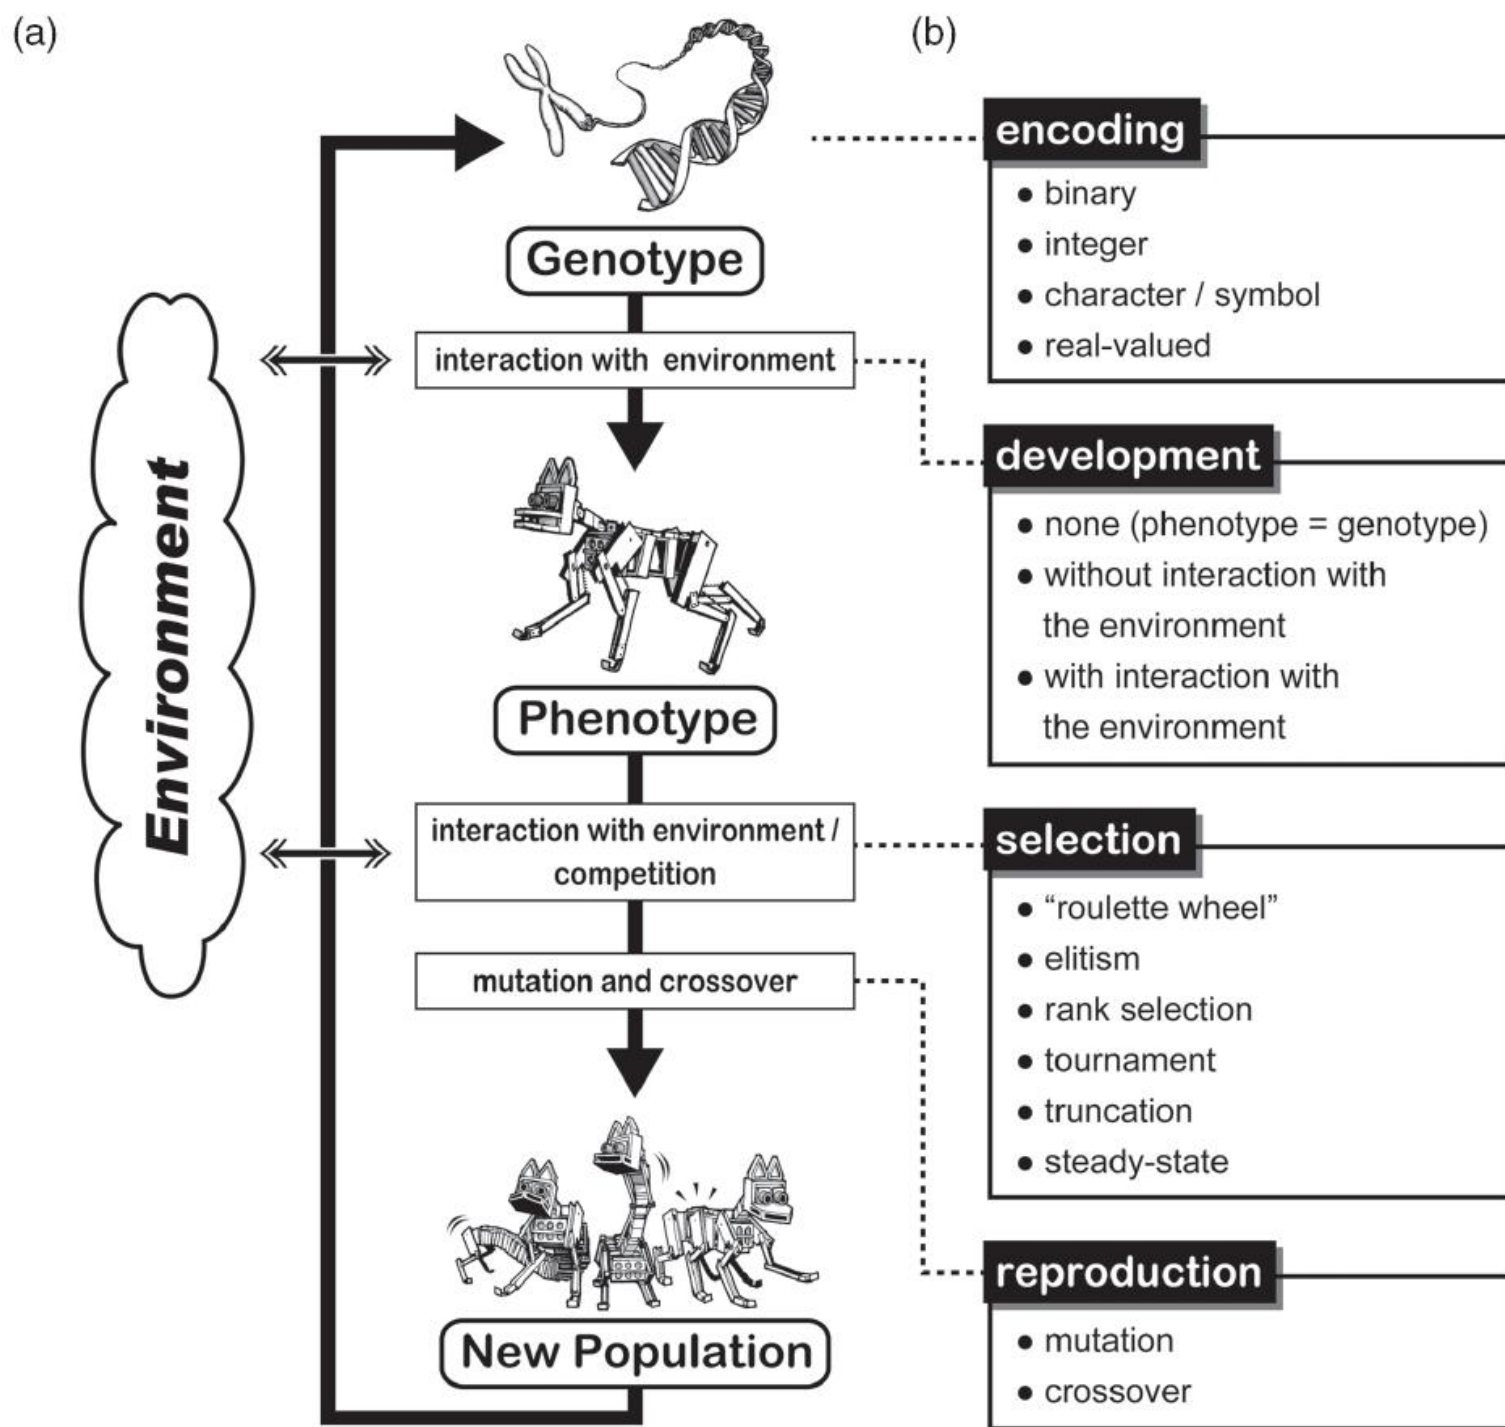 (a)
Genotype
interaction with environment
Environment
Phenotype
interaction with environment /
competition
mutation and crossover
New Population
(b)
encoding
● binary
● integer
● character / symbol
● real-valued
development
● none (phenotype = genotype)
● without interaction with
the environment
● with interaction with
the environment
selection
● “roulette wheel”
● elitism
● rank selection
● tournament
● truncation
● steady-state
reproduction
● mutation
● crossover